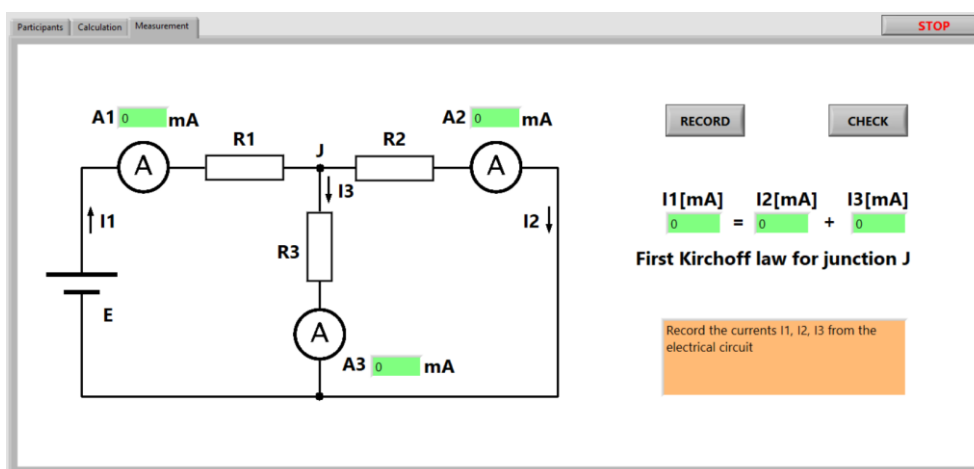 Participants Calculation Measurement
STOP
A1 0 mA
A2 0 mA
RECORD CHECK
R1 J R2
A A
I3
I1[mA] I2[mA] I3[mA]
0 = 0 + 0
I1
I2
R3
First Kirchoff law for junction J
E
A
Record the currents I1, I2, I3 from the
electrical circuit
A3 0 mA